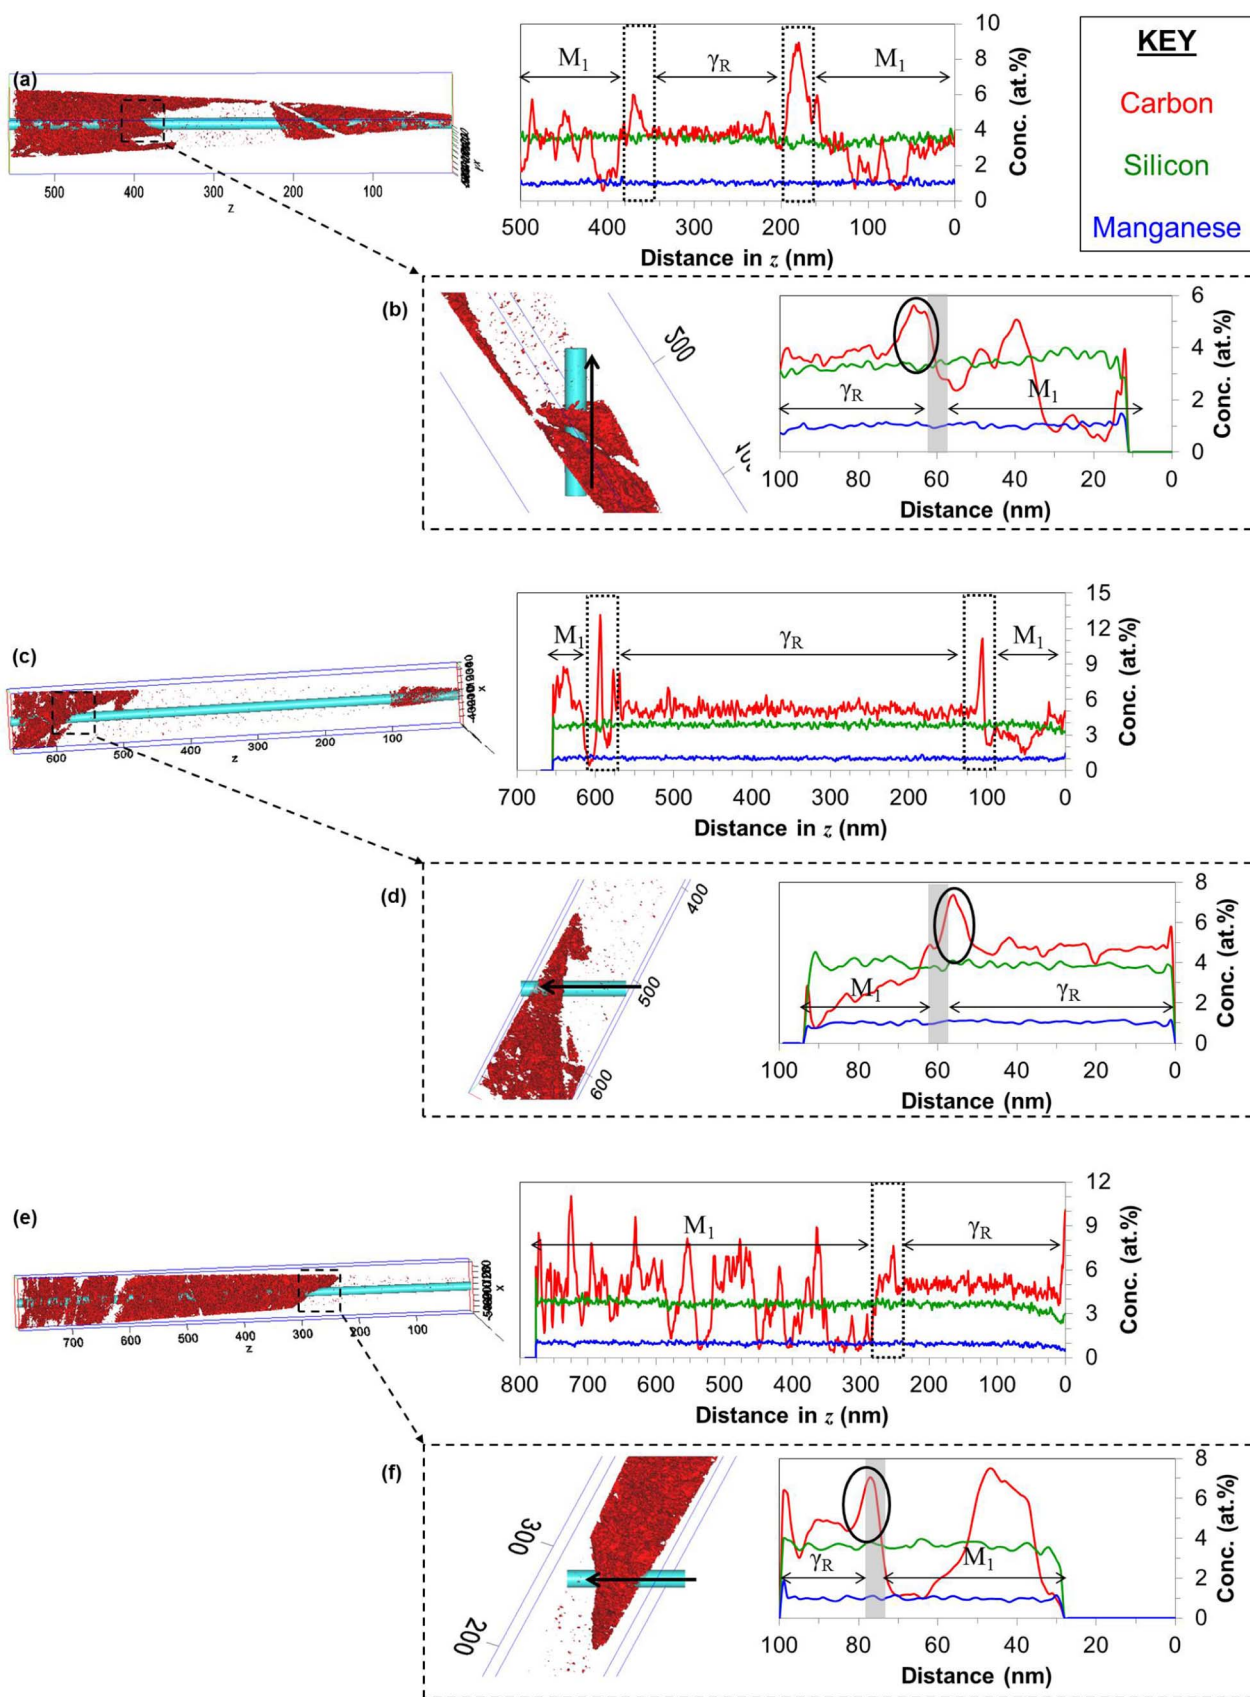 KEY
Carbon
Silicon
Manganese
(a)
500 400 300 200 100
z
M1 γR M1
10
8
6
4
2
0
Conc. (at.%)
500 400 300 200 100 0
Distance in z (nm)
(b)
200
γR M1
6
4
2
0
Conc. (at.%)
100 80 60 40 20 0
Distance (nm)
(c)
600 500 400 300 200 100
z
x
M1 γR M1
15
12
9
6
3
0
Conc. (at.%)
700 600 500 400 300 200 100 0
Distance in z (nm)
(d)
400
500
600
M1 γR
8
6
4
2
0
Conc. (at.%)
100 80 60 40 20 0
Distance (nm)
(e)
700 600 500 400 300 200 100
z
x
M1 γR
12
9
6
3
0
Conc. (at.%)
800 700 600 500 400 300 200 100 0
Distance in z (nm)
(f)
300
200
γR M1
8
6
4
2
0
Conc. (at.%)
100 80 60 40 20 0
Distance (nm)